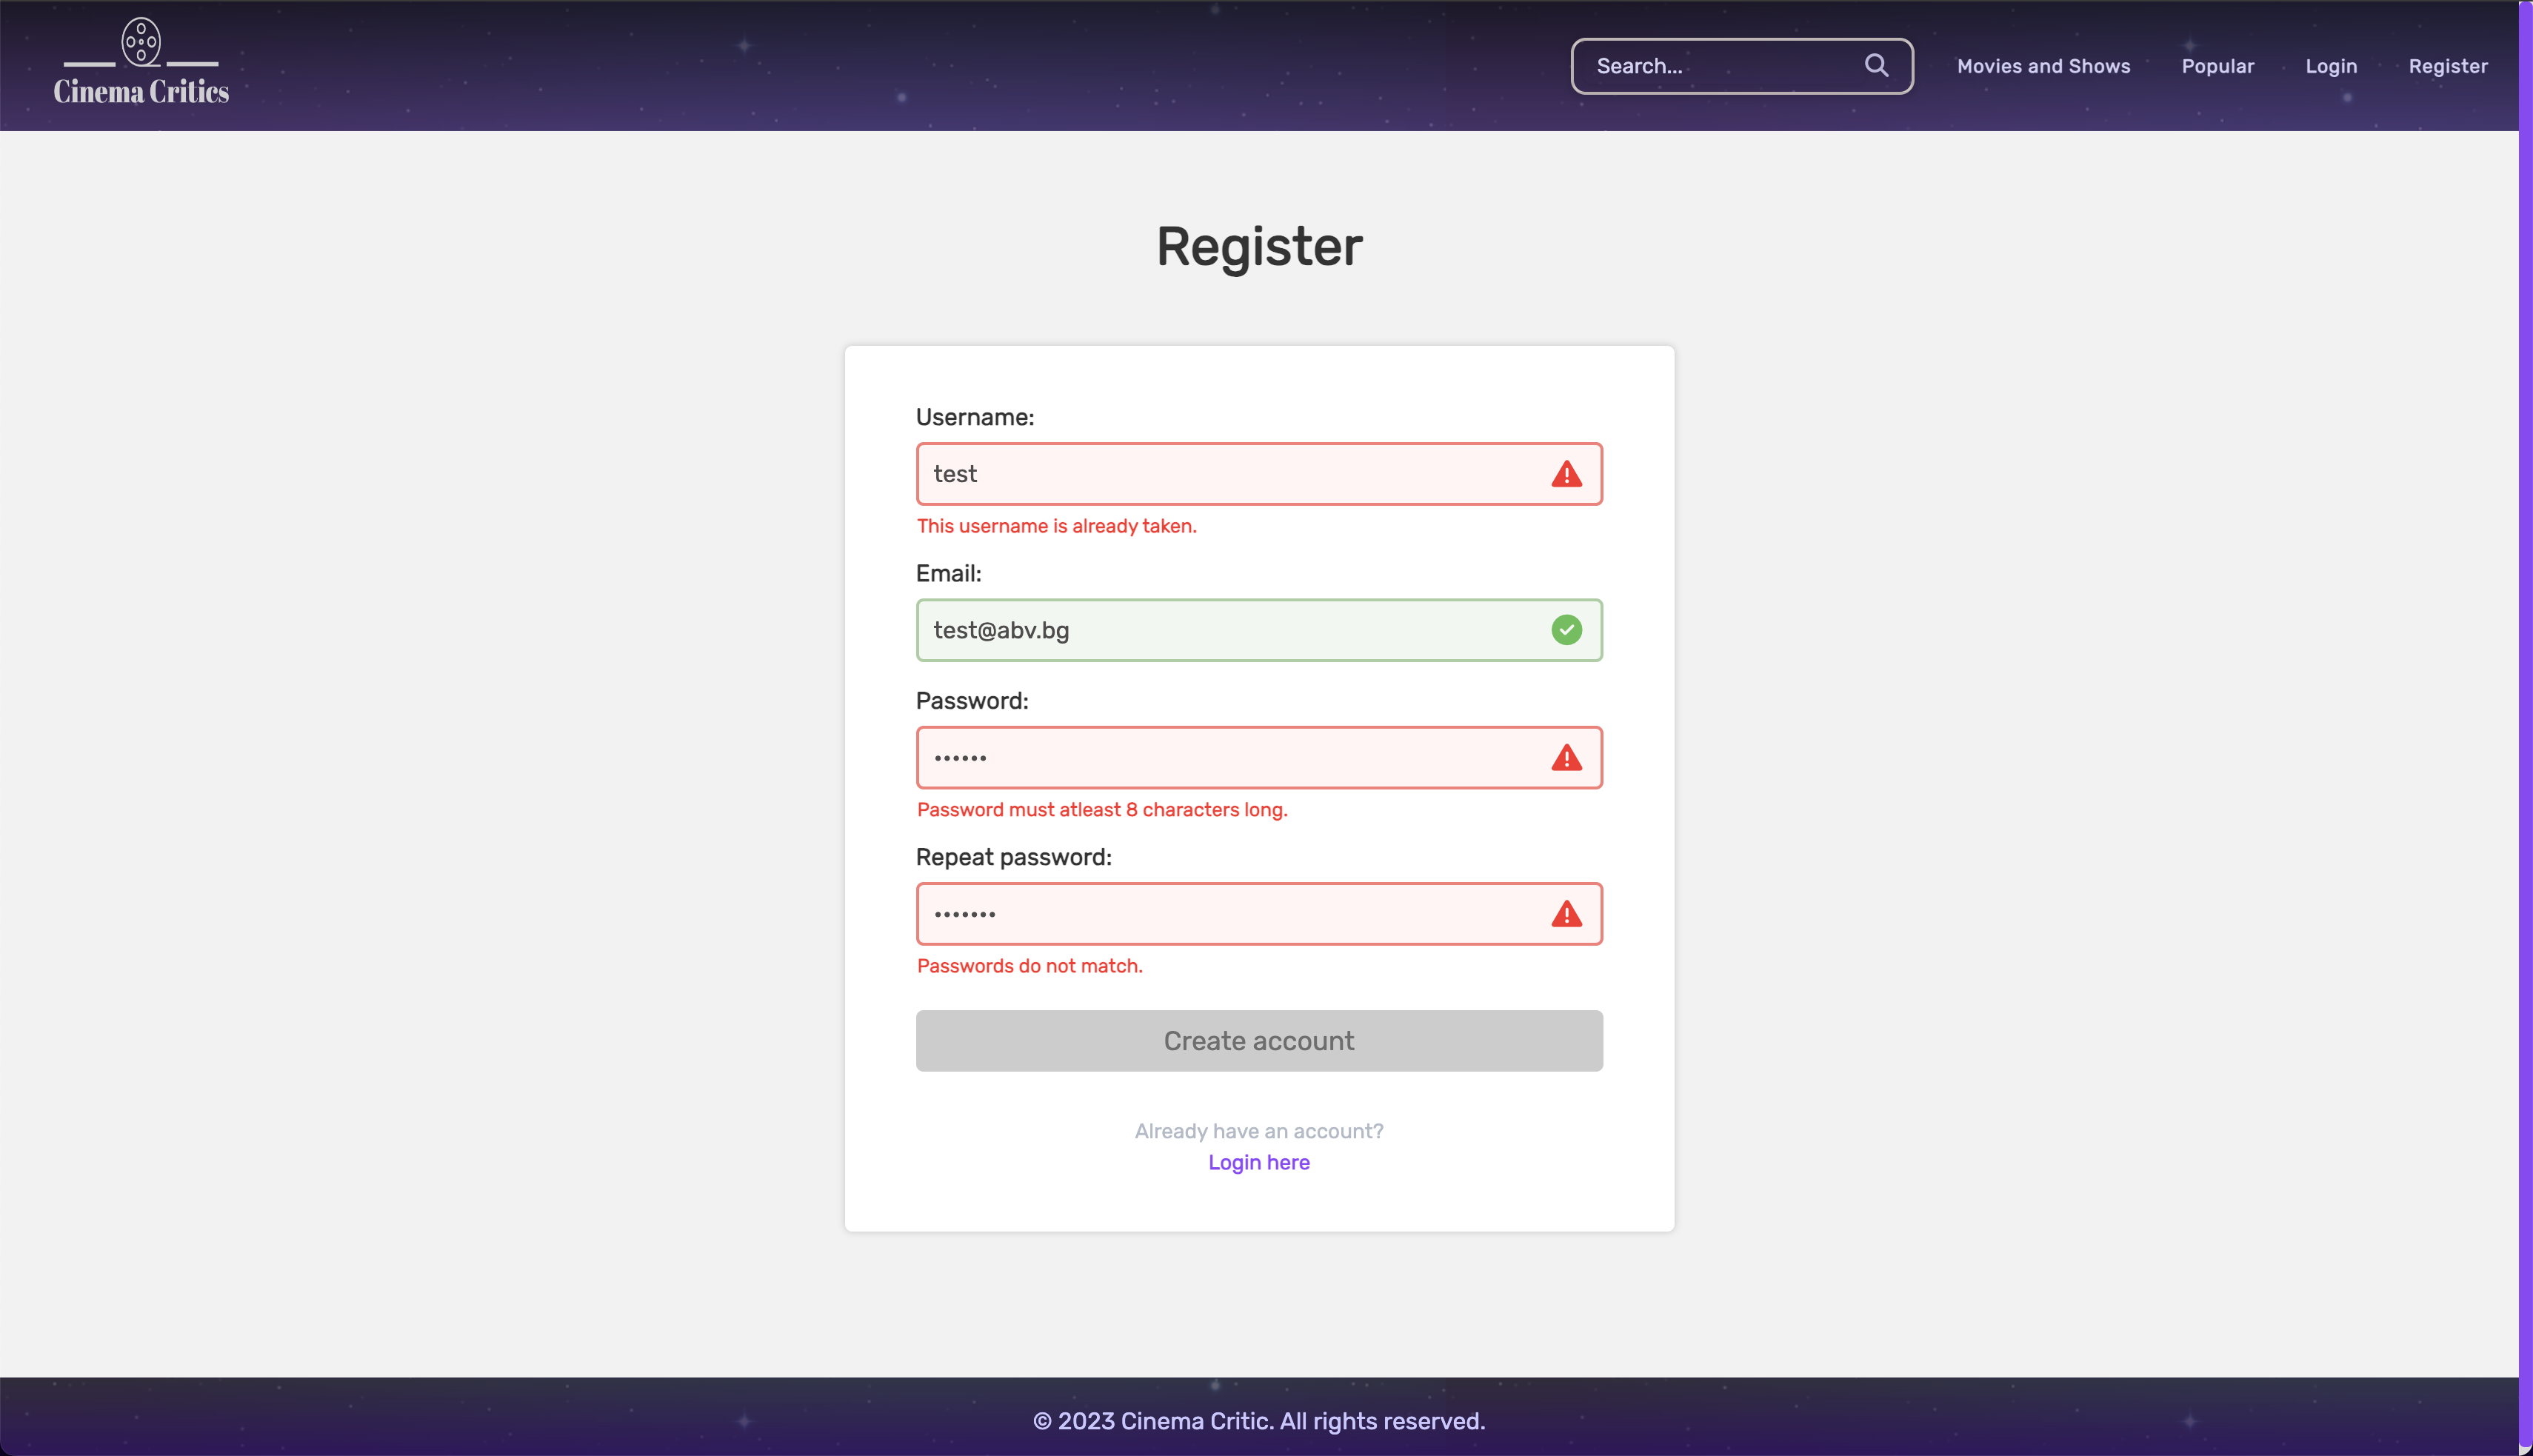 Cinema Critics
Search...
Movies and Shows
Popular
Login
Register
Register
Username:
test
This username is already taken.
Email:
test@abv.bg
Password:
••••••
Password must atleast 8 characters long.
Repeat password:
•••••••
Passwords do not match.
Create account
Already have an account?
Login here
© 2023 Cinema Critic. All rights reserved.